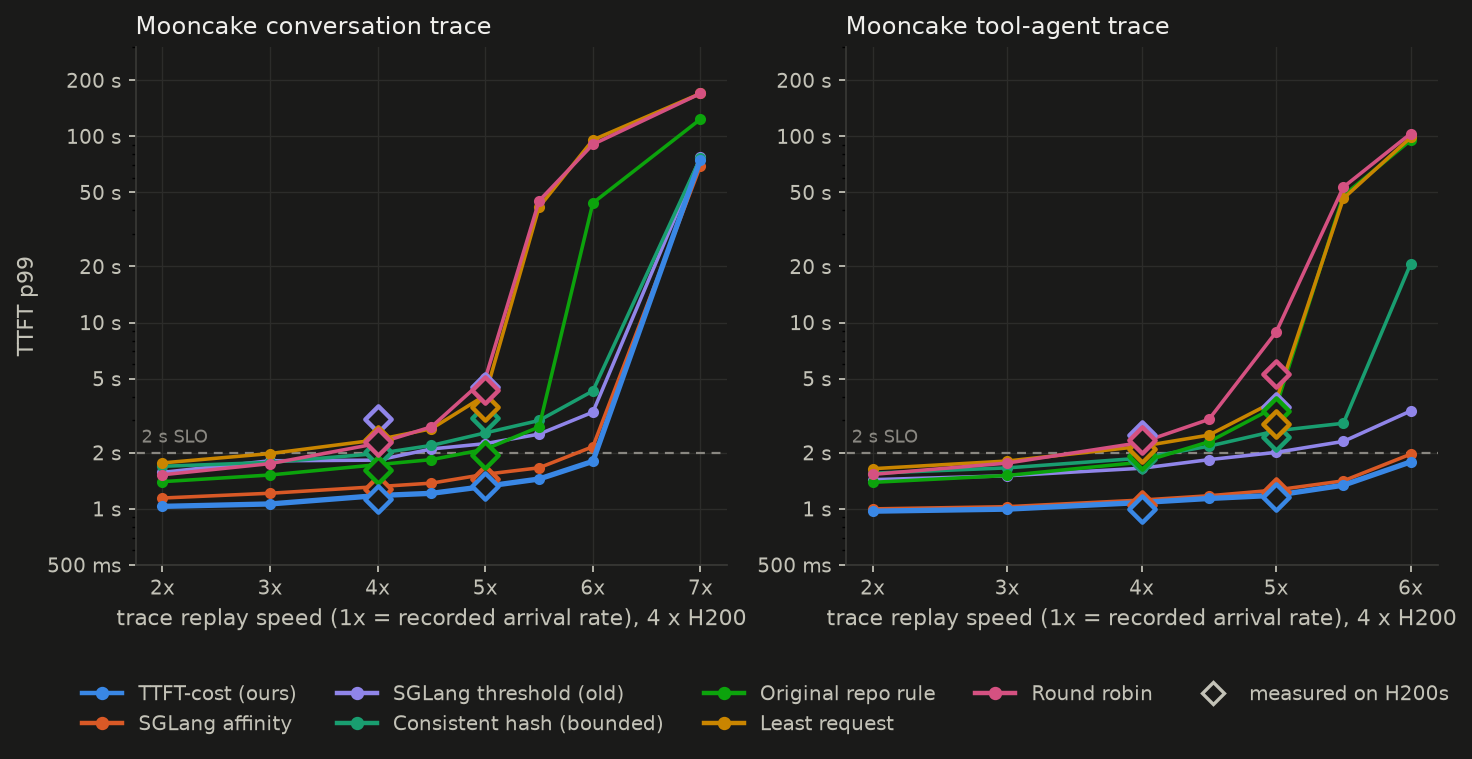 Mooncake conversation trace
200 s
100 s
50 s
20 s
10 s
5 s
2 s
1 s
500 ms
TTFT p99
2 s SLO
2x 3x 4x 5x 6x 7x
trace replay speed (1x = recorded arrival rate), 4 x H200
Mooncake tool-agent trace
200 s
100 s
50 s
20 s
10 s
5 s
2 s
1 s
500 ms
2 s SLO
2x 3x 4x 5x 6x
trace replay speed (1x = recorded arrival rate), 4 x H200
TTFT-cost (ours)
SGLang affinity
SGLang threshold (old)
Consistent hash (bounded)
Original repo rule
Least request
Round robin
measured on H200s